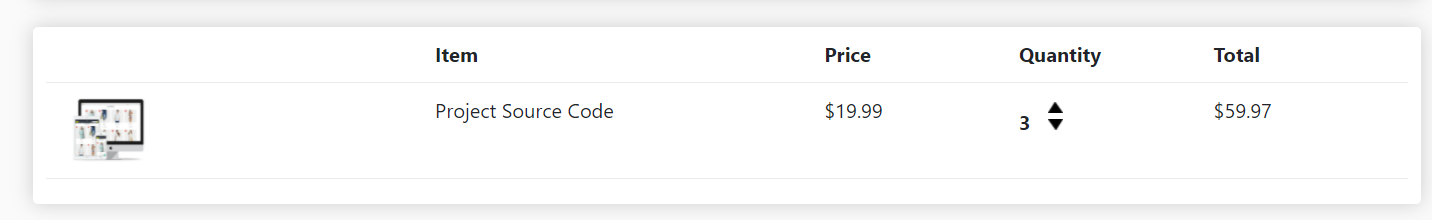 Item Price Quantity Total
Project Source Code $19.99 3 $59.97